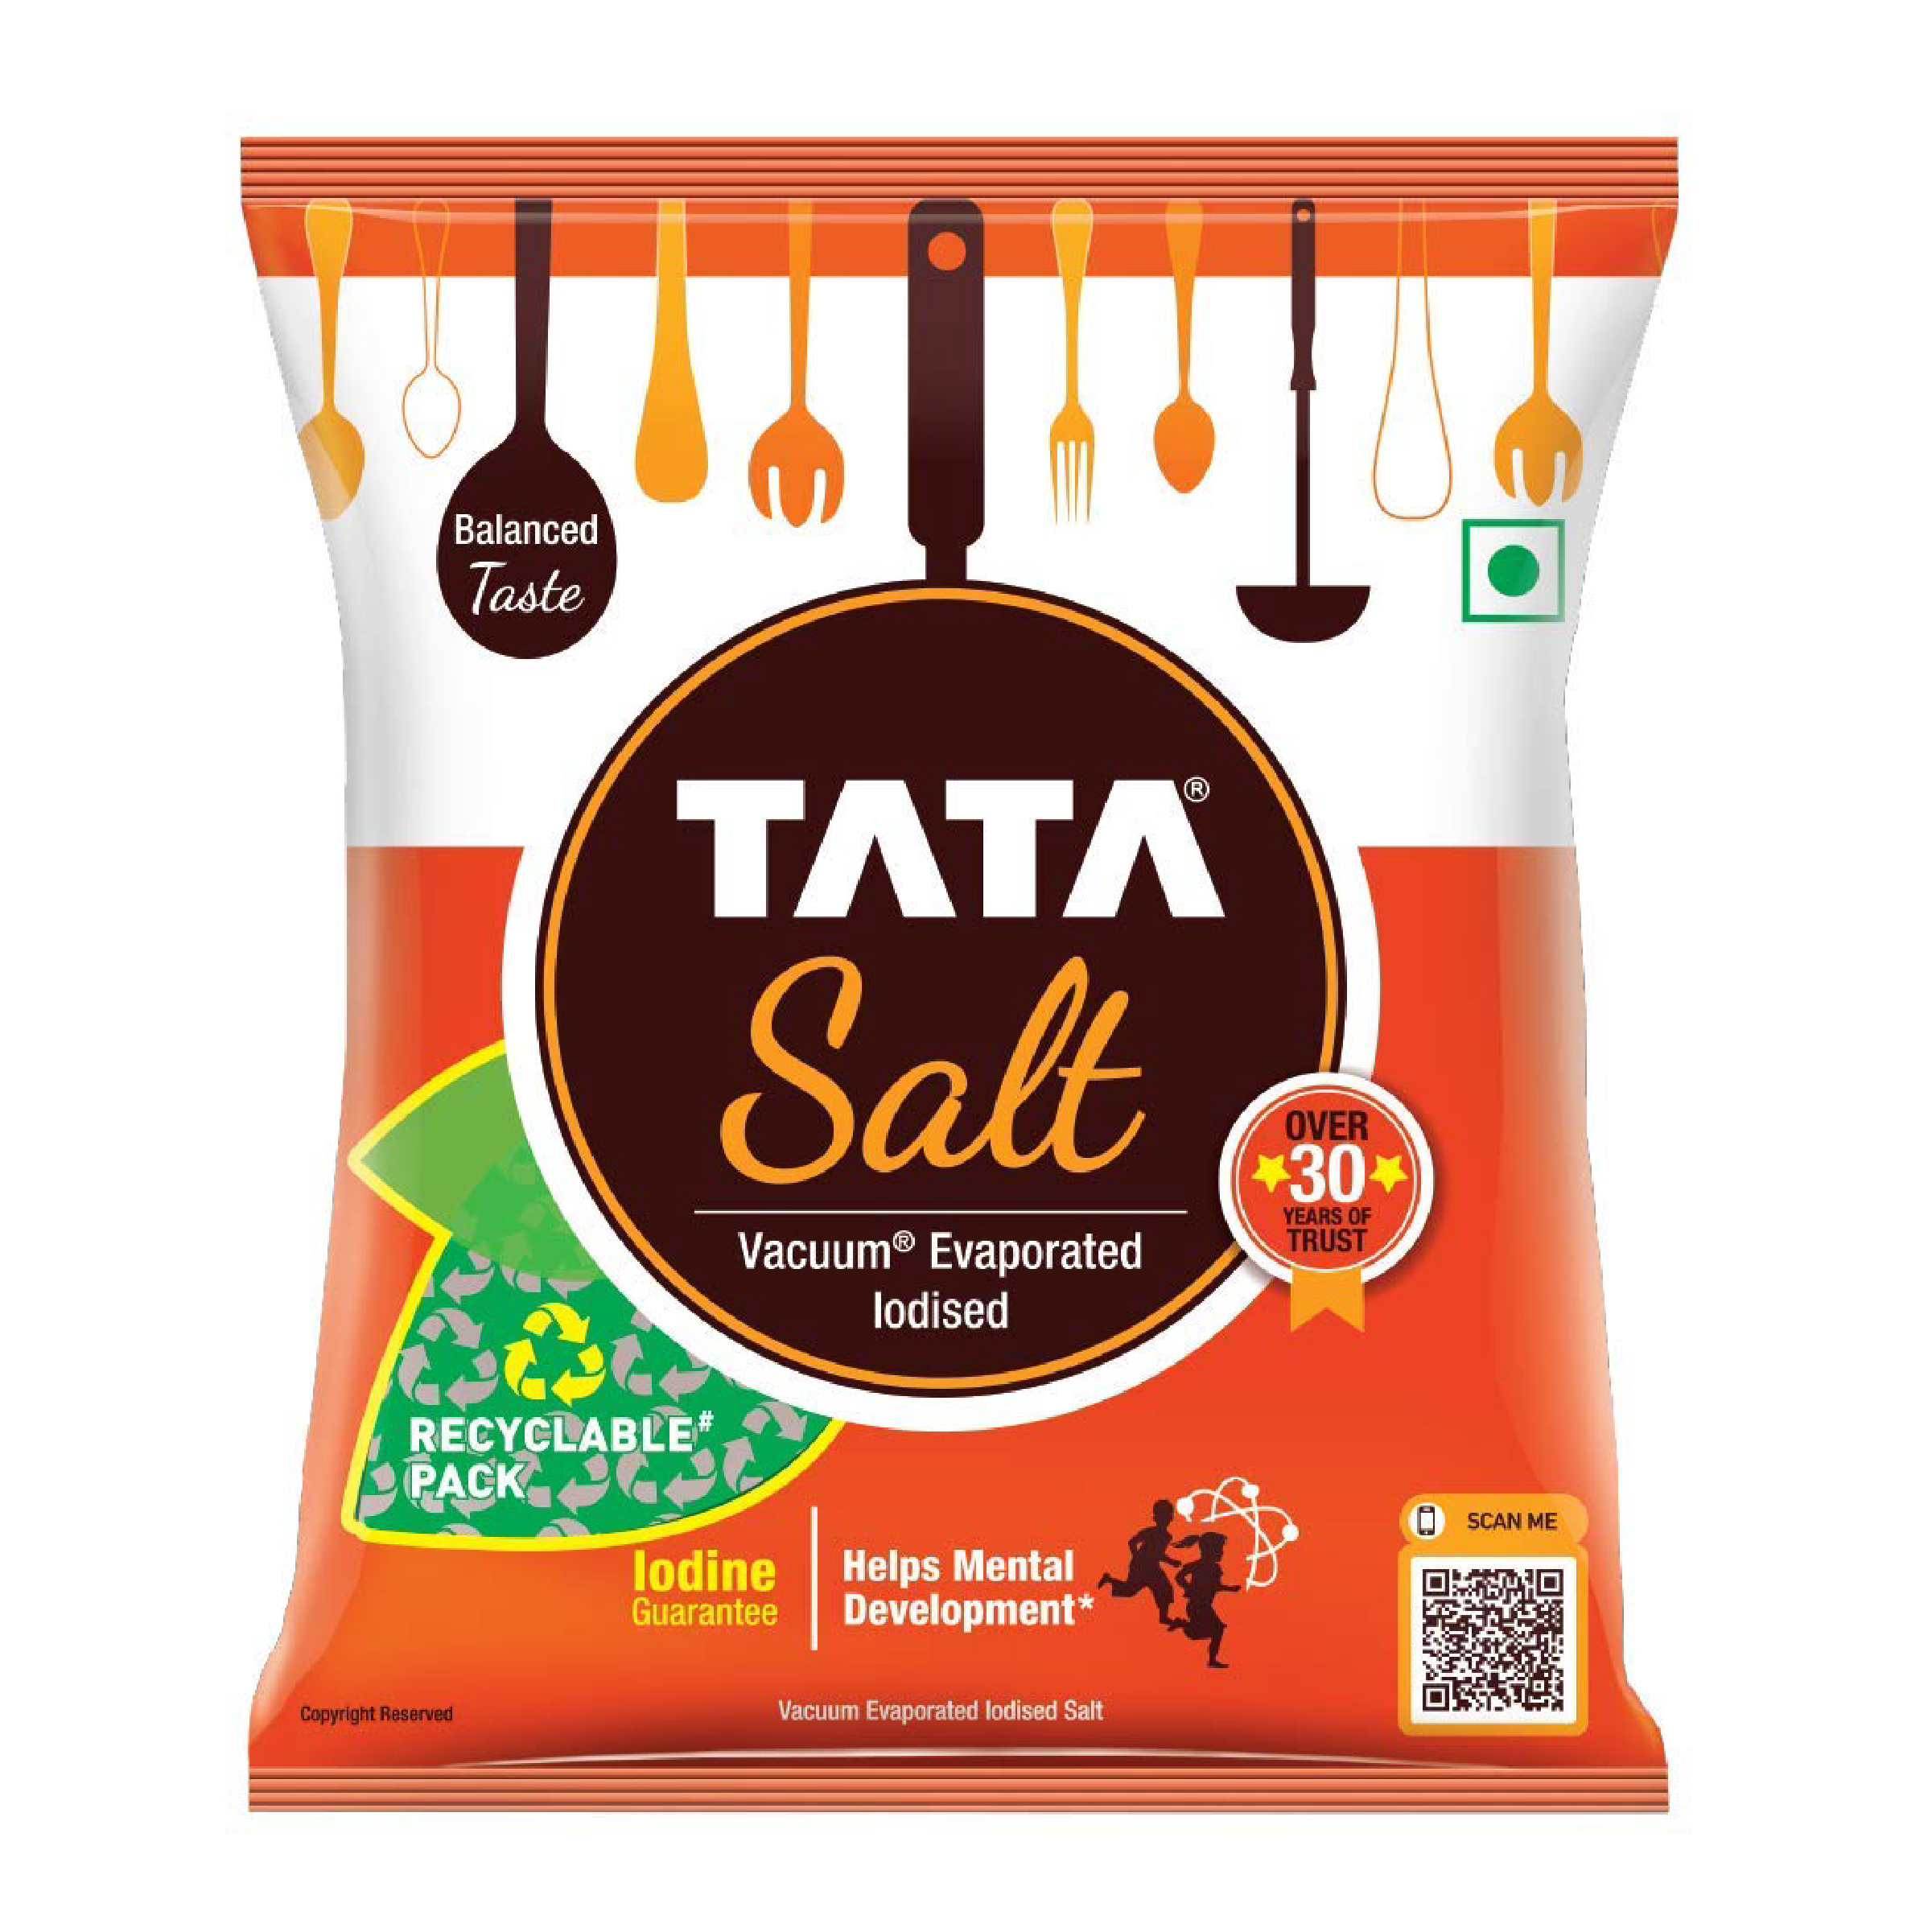 Balanced
Taste
TATA®
Salt
Vacuum® Evaporated
Iodised
OVER
30
YEARS OF
TRUST
RECYCLABLE#
PACK
Iodine
Guarantee
Helps Mental
Development*
SCAN ME
Copyright Reserved
Vacuum Evaporated Iodised Salt